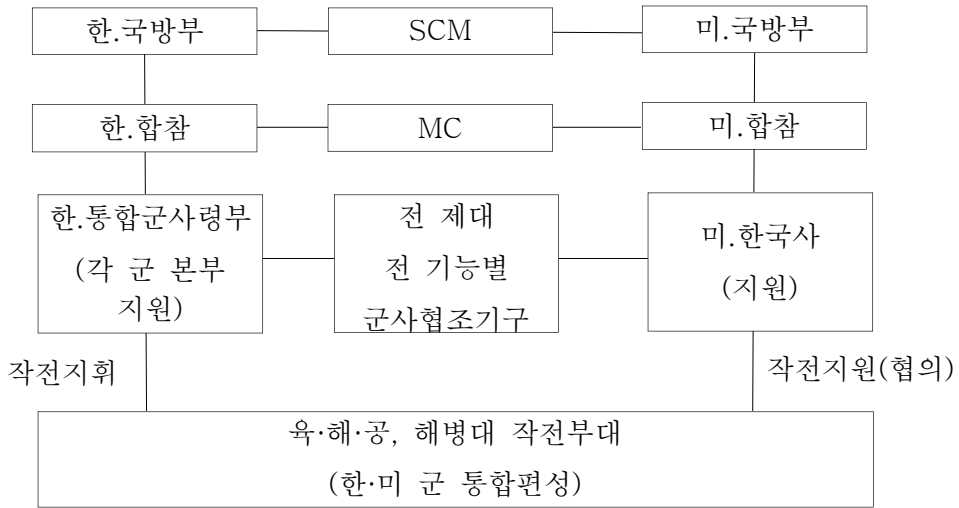 한.국방부
SCM
미.국방부
한.합참
MC
미.합참
한.통합군사령부
(각 군 본부
지원)
전 제대
전 기능별
군사협조기구
미.한국사
(지원)
작전지휘
작전지원(협의)
육·해·공, 해병대 작전부대
(한·미 군 통합편성)